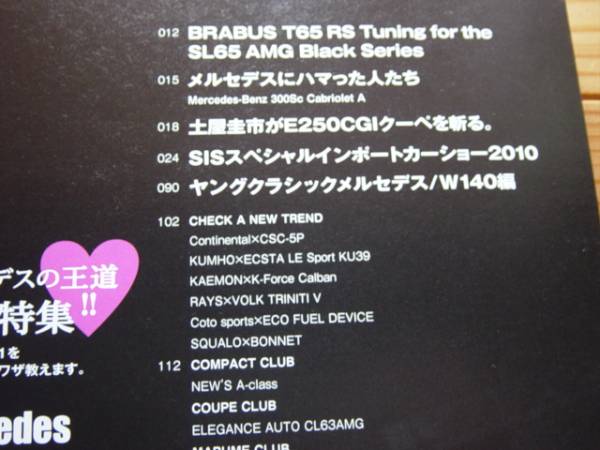 012 BRABUS T65 RS Tuning for the
SL65 AMG Black Series
015 メルセデスにハマった人たち
Mercedes-Benz 300Sc Cabriolet A
018 土屋圭市がE250CGIクーペを斬る。
024 SISスペシャルインポートカーショー2010
090 ヤングクラシックメルセデス/W140編
102 CHECK A NEW TREND
Continental×CSC-5P
KUMHO×ECSTA LE Sport KU39
KAEMON×K-Force Calban
RAYS×VOLK TRINITI V
Coto sports×ECO FUEL DEVICE
SQUALO×BONNET
112 COMPACT CLUB
NEW'S A-class
COUPE CLUB
ELEGANCE AUTO CL63AMG
MARUME CLUB
デスの王道
特集!!
1を
ワザ教えます。
edes